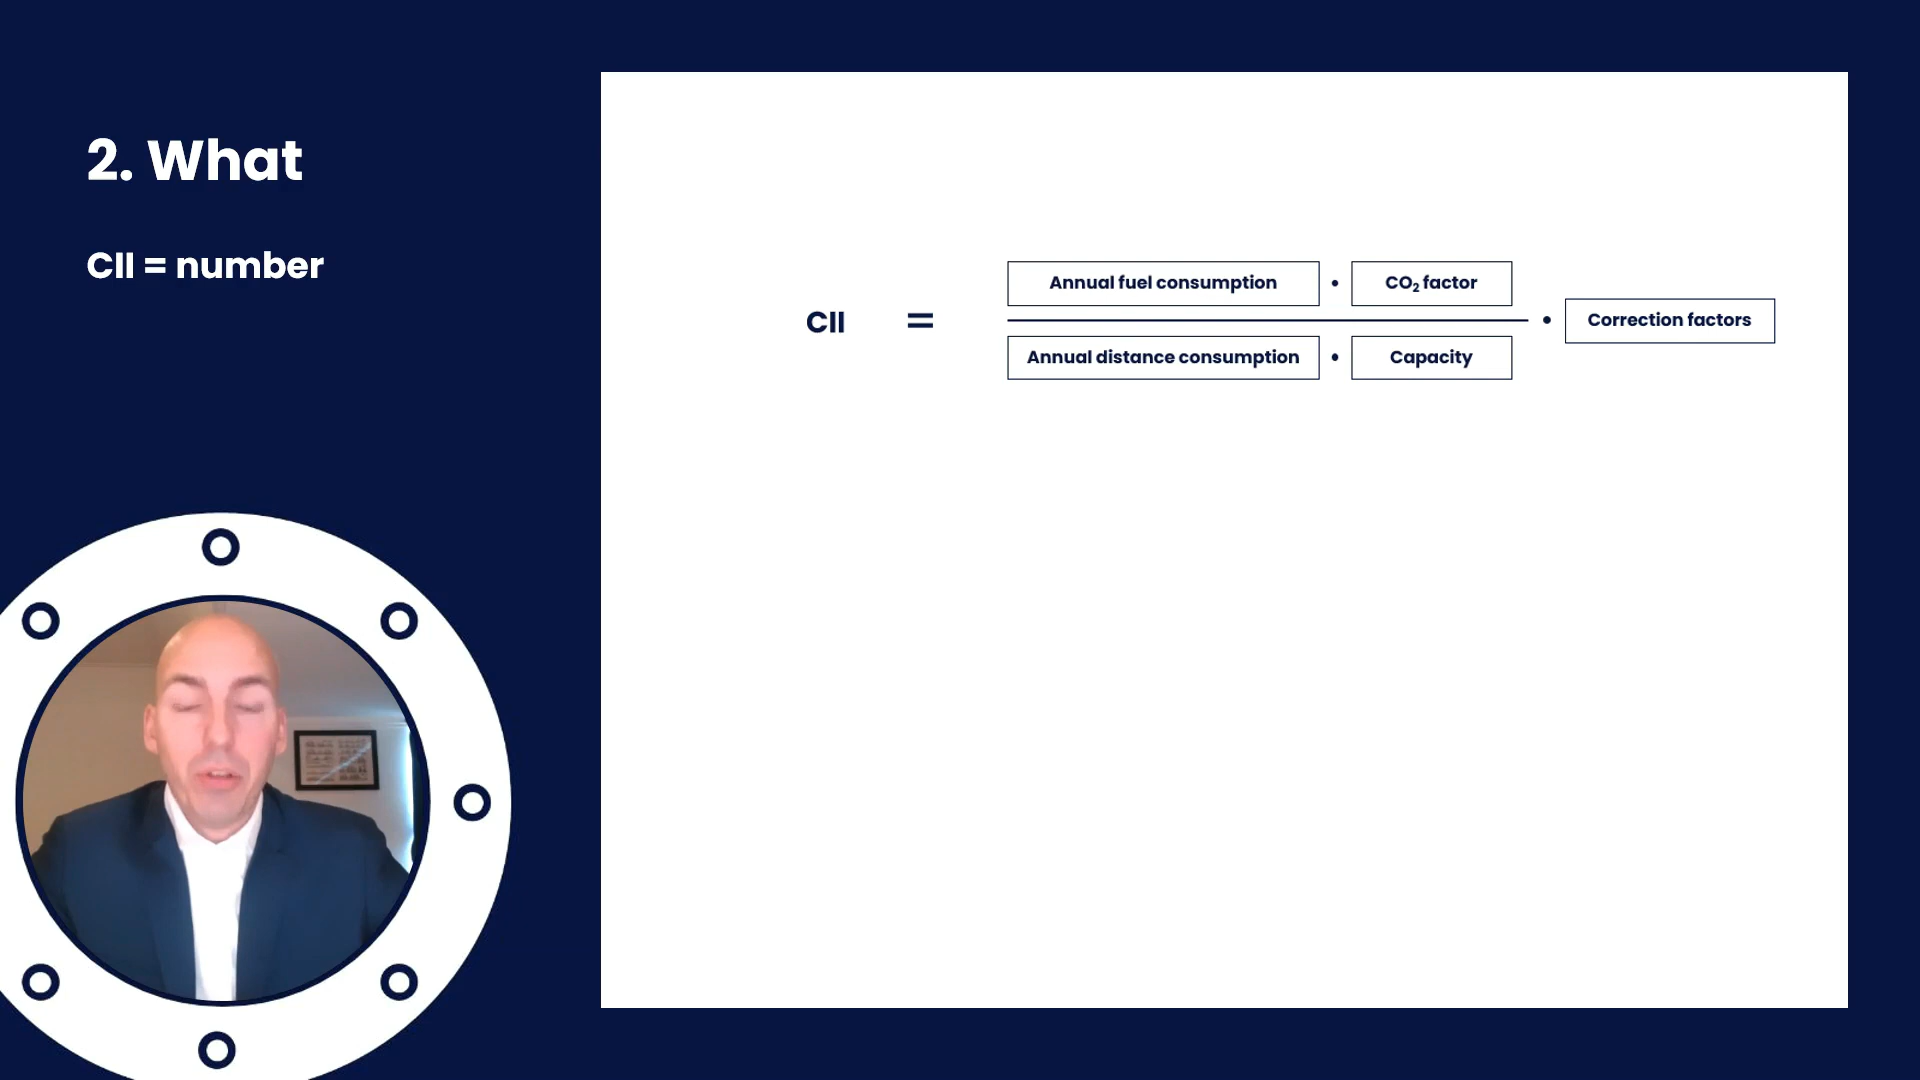 2. What
CII = number
CII = Annual fuel consumption • CO₂ factor
Annual distance consumption • Capacity
• Correction factors